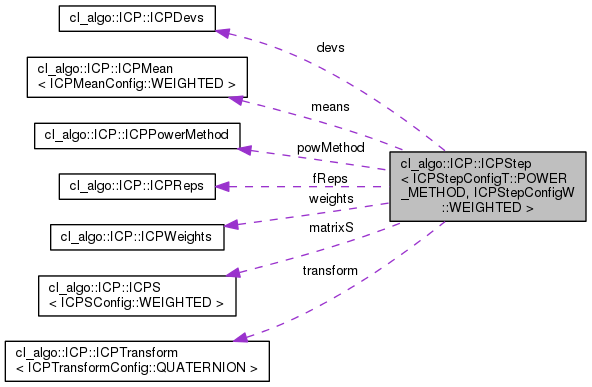 cl_algo::ICP::ICPDevs
devs
cl_algo::ICP::ICPMean
< ICPMeanConfig::WEIGHTED >
means
cl_algo::ICP::ICPPowerMethod
powMethod
cl_algo::ICP::ICPStep
< ICPStepConfigT::POWER
_METHOD, ICPStepConfigW
::WEIGHTED >
cl_algo::ICP::ICPReps
fReps
weights
cl_algo::ICP::ICPWeights
matrixS
cl_algo::ICP::ICPS
< ICPSConfig::WEIGHTED >
transform
cl_algo::ICP::ICPTransform
< ICPTransformConfig::QUATERNION >